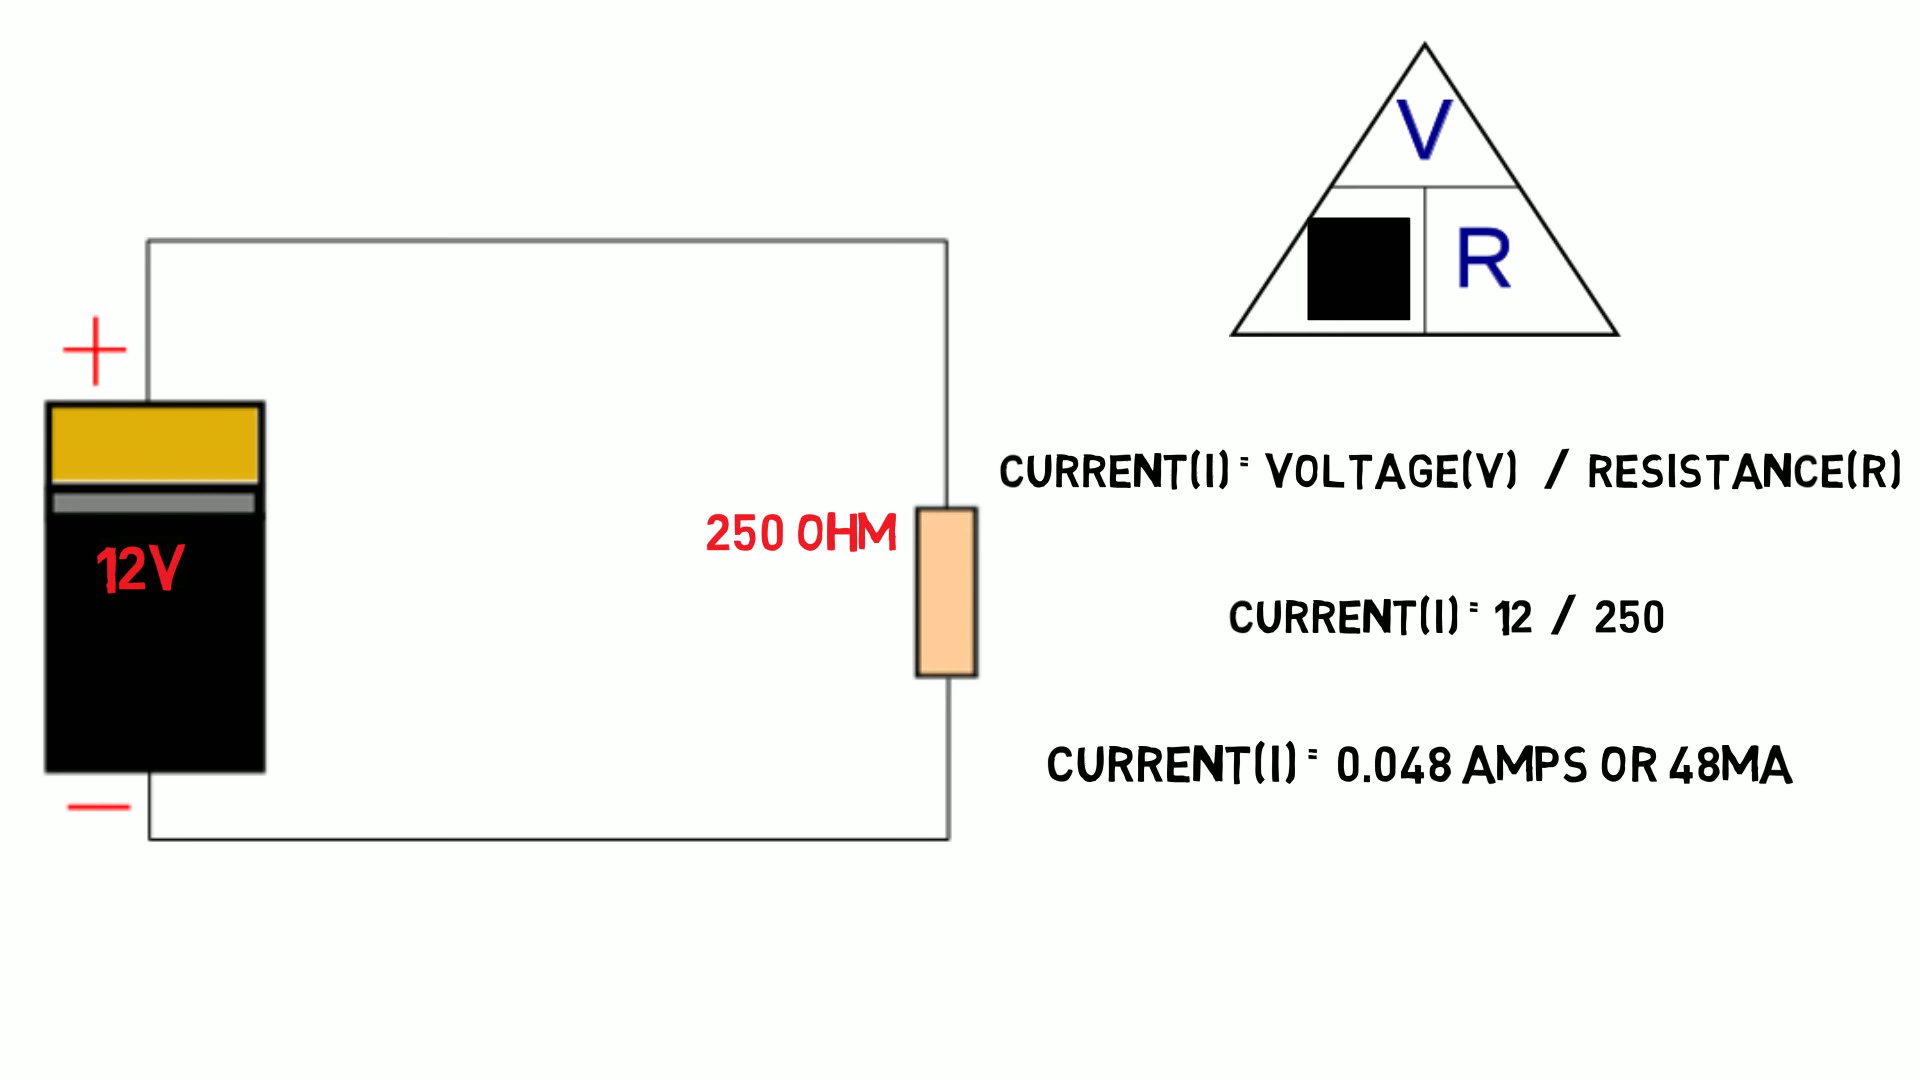 V
R
+
12V
–
250 OHM
CURRENT(I) = VOLTAGE(V) / RESISTANCE(R)
CURRENT(I) = 12 / 250
CURRENT(I) = 0.048 AMPS OR 48MA